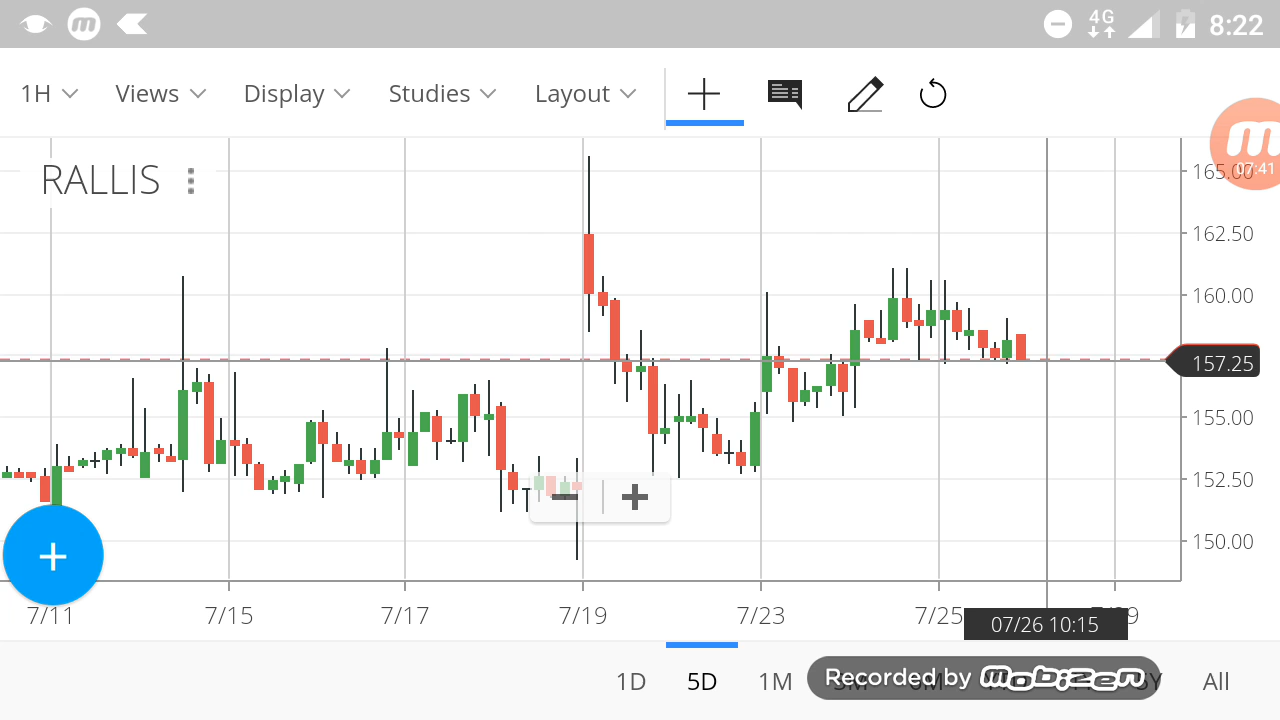 4G 8:22
1H Views Display Studies Layout
RALLIS
07:41
165.00
162.50
160.00
157.25
155.00
152.50
150.00
7/11 7/15 7/17 7/19 7/23 7/25
07/26 10:15
1D 5D 1M All
Recorded by mobizen